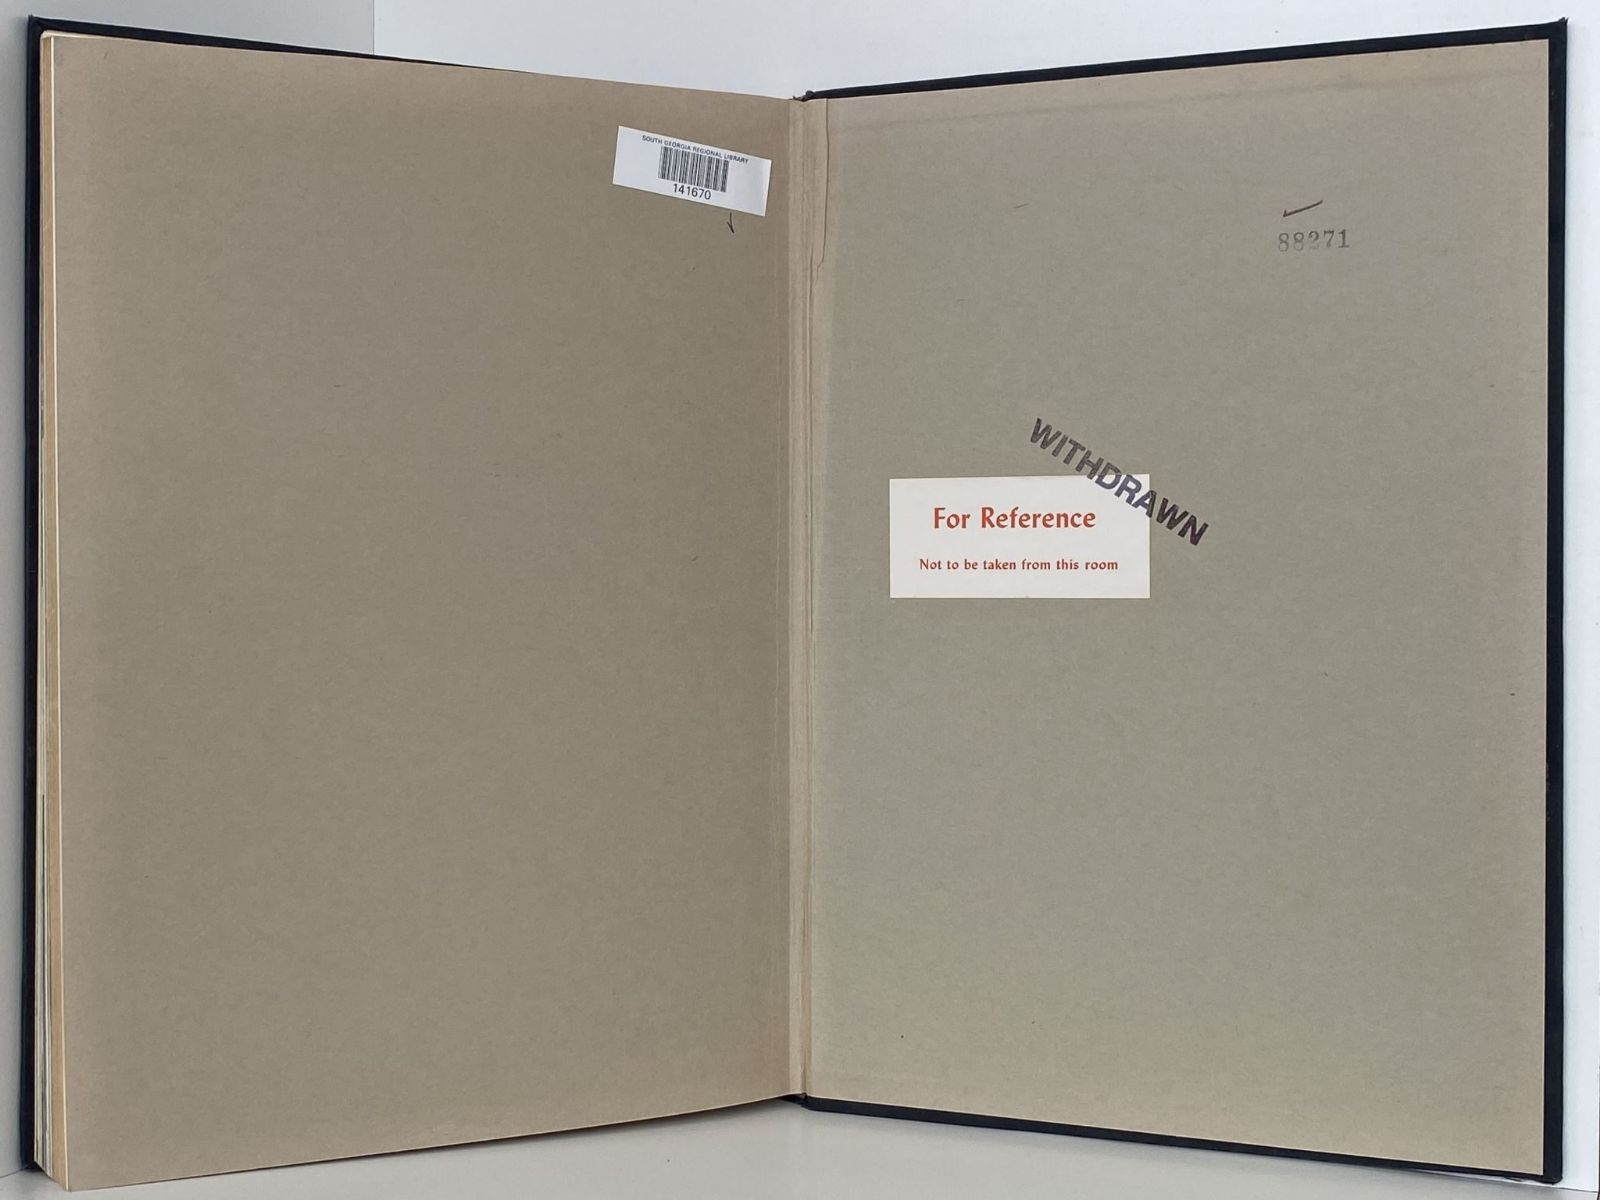 SOUTH GEORGIA REGIONAL LIBRARY
141670
88271
WITHDRAWN
For Reference
Not to be taken from this room